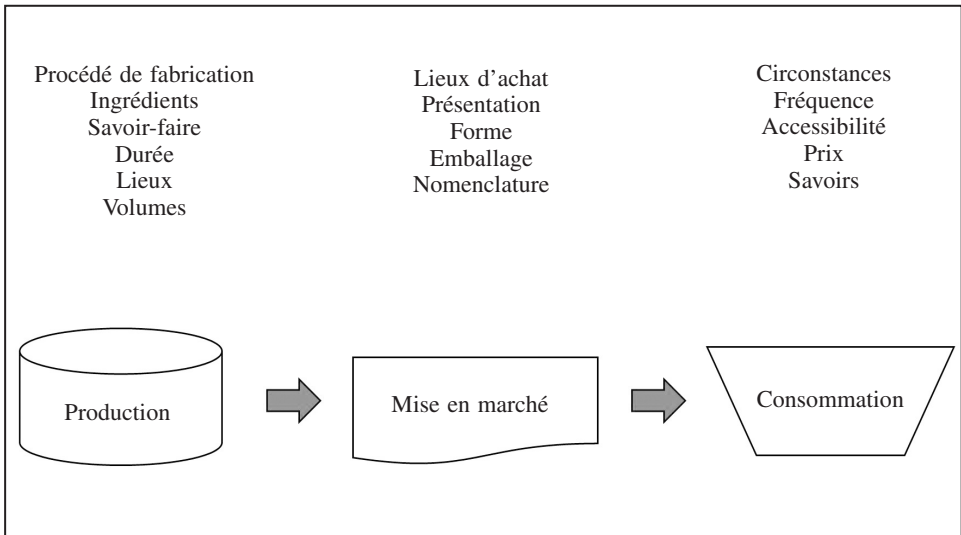 Procédé de fabrication
Ingrédients
Savoir-faire
Durée
Lieux
Volumes
Lieux d'achat
Présentation
Forme
Emballage
Nomenclature
Circonstances
Fréquence
Accessibilité
Prix
Savoirs
Production
Mise en marché
Consommation